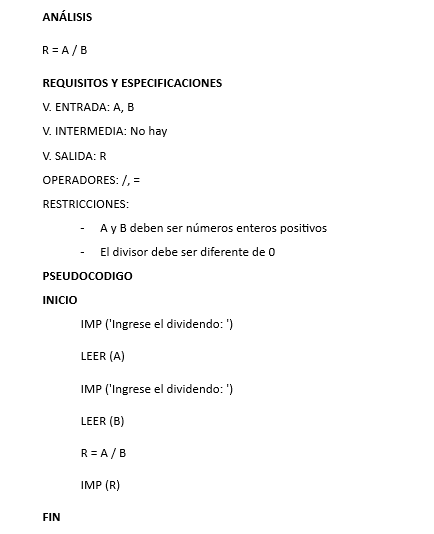 ANÁLISIS
R = A / B
REQUISITOS Y ESPECIFICACIONES
V. ENTRADA: A, B
V. INTERMEDIA: No hay
V. SALIDA: R
OPERADORES: /, =
RESTRICCIONES:
- A y B deben ser números enteros positivos
- El divisor debe ser diferente de 0
PSEUDOCODIGO
INICIO
IMP ('Ingrese el dividendo: ')
LEER (A)
IMP ('Ingrese el dividendo: ')
LEER (B)
R = A / B
IMP (R)
FIN